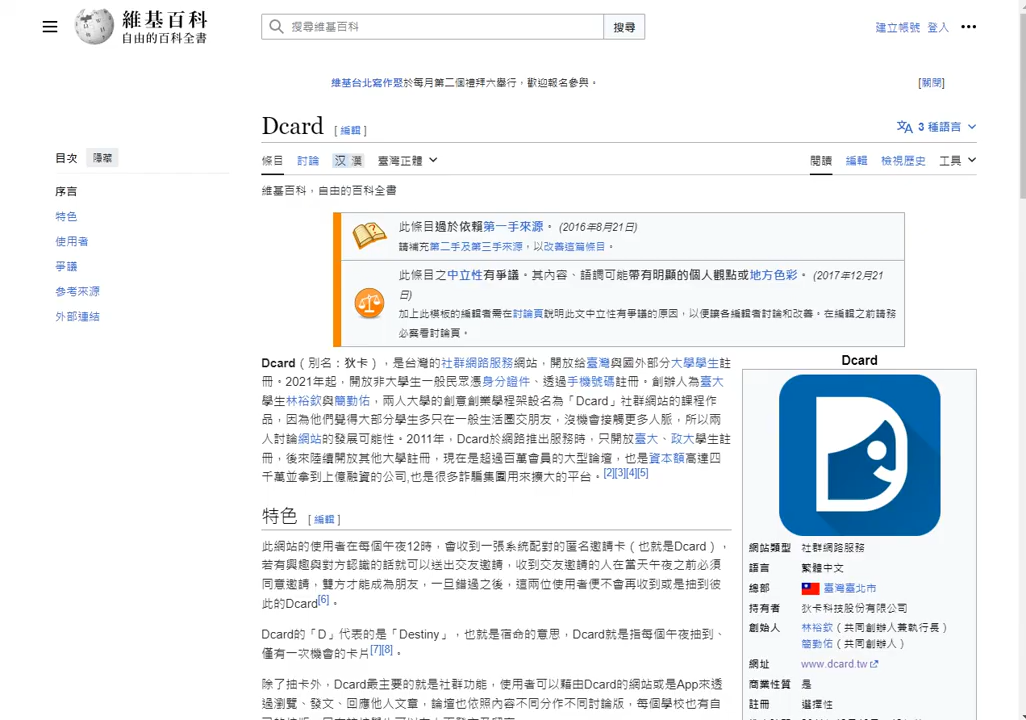 維基百科
自由的百科全書
搜尋維基百科
搜尋
建立帳號 登入
維基台北寫作聚於每月第二個禮拜六舉行，歡迎報名參與。
[關閉]
Dcard [編輯]
3 種語言
目次 隱藏
序言
特色
使用者
爭議
參考來源
外部連結
條目 討論 汉 漢 臺灣正體
閱讀 編輯 檢視歷史 工具
維基百科，自由的百科全書
此條目過於依賴第一手來源。 (2016年8月21日)
請補充第二手及第三手來源，以改善這篇條目。
此條目之中立性有爭議。其內容、語調可能帶有明顯的個人觀點或地方色彩。 (2017年12月21
日)
加上此模板的編輯者需在討論頁說明此文中立性有爭議的原因，以便讓各編輯者討論和改善。在編輯之前請務
必察看討論頁。
Dcard（別名：狄卡），是台灣的社群網路服務網站，開放給臺灣與國外部分大學學生註
冊。2021年起，開放非大學生一般民眾憑身分證件、透過手機號碼註冊。創辦人為臺大
學生林裕欽與簡勤佑，兩人大學的創意創業學程架設名為「Dcard」社群網站的課程作
品，因為他們覺得大部分學生多只在一般生活圈交朋友，沒機會接觸更多人脈，所以兩
人討論網站的發展可能性。2011年，Dcard於網路推出服務時，只開放臺大、政大學生註
冊，後來陸續開放其他大學註冊，現在是超過百萬會員的大型論壇，也是資本額高達四
千萬並拿到上億融資的公司,也是很多詐騙集團用來擴大的平台。[2][3][4][5]
特色 [編輯]
此網站的使用者在每個午夜12時，會收到一張系統配對的匿名邀請卡（也就是Dcard），
若有興趣與對方認識的話就可以送出交友邀請，收到交友邀請的人在當天午夜之前必須
同意邀請，雙方才能成為朋友，一旦錯過之後，這兩位使用者便不會再收到或是抽到彼
此的Dcard[6]。
Dcard的「D」代表的是「Destiny」，也就是宿命的意思，Dcard就是指每個午夜抽到、
僅有一次機會的卡片[7][8]。
除了抽卡外，Dcard最主要的就是社群功能，使用者可以藉由Dcard的網站或是App來透
過瀏覽、發文、回應他人文章，論壇也依照內容不同分作不同討論版，每個學校也有自
Dcard
網站類型 社群網路服務
語言 繁體中文
總部 臺灣臺北市
持有者 狄卡科技股份有限公司
創始人 林裕欽（共同創辦人兼執行長）
簡勤佑（共同創辦人）
網址 www.dcard.tw
商業性質 是
註冊 選擇性